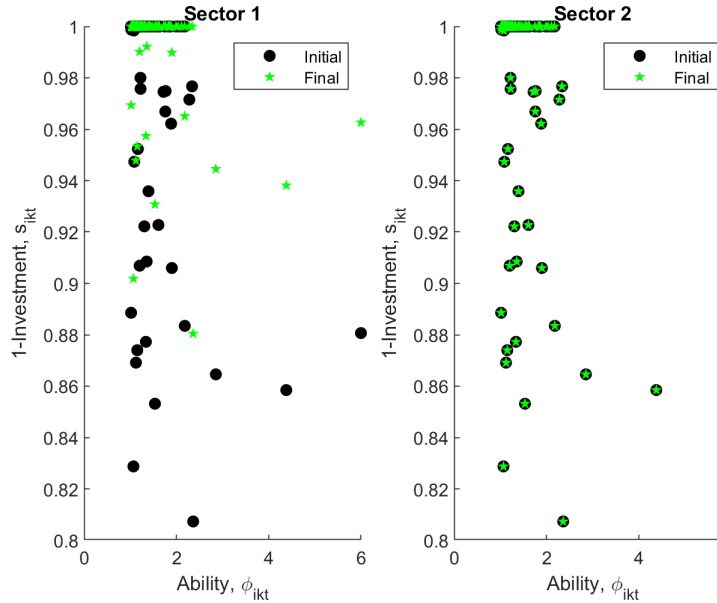 Sector 1
Initial
Final
1
0.98
0.96
0.94
0.92
0.9
0.88
0.86
0.84
0.82
0.8
1-Investment, s_ikt
0
2
4
6
Ability, ϕ_ikt
Sector 2
Initial
Final
1
0.98
0.96
0.94
0.92
0.9
0.88
0.86
0.84
0.82
0.8
1-Investment, s_ikt
0
2
4
Ability, ϕ_ikt